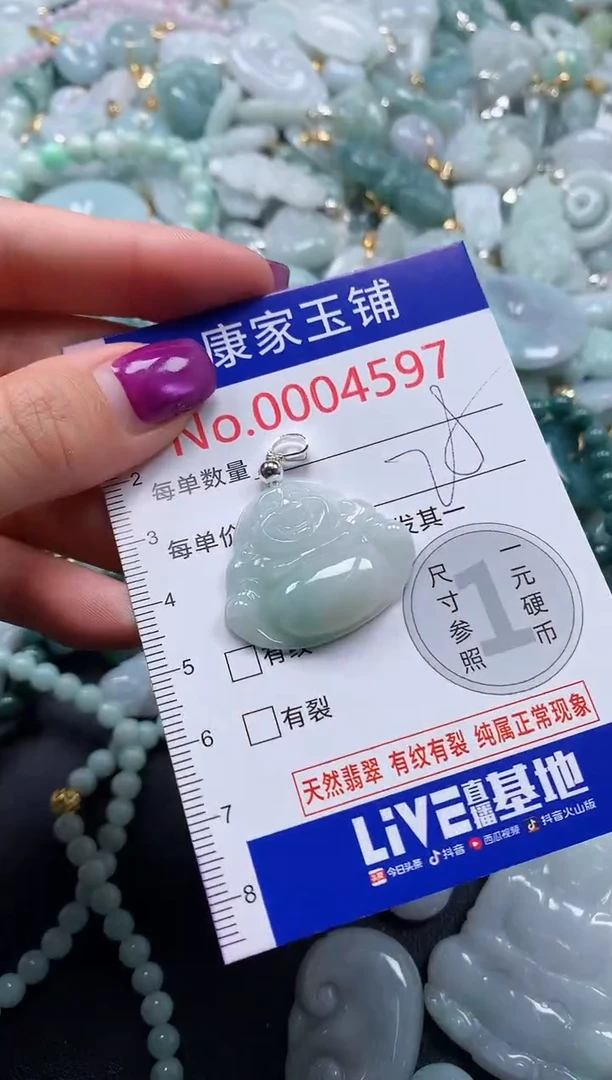 康家玉铺
No.0004597
每单数量
每单价
发其一
一元硬币
1
尺寸参照
2
3
4
5
6
7
8
有纹
有裂
天然翡翠 有纹有裂 纯属正常现象
LiVE直播基地
今日头条 抖音 西瓜视频 抖音火山版